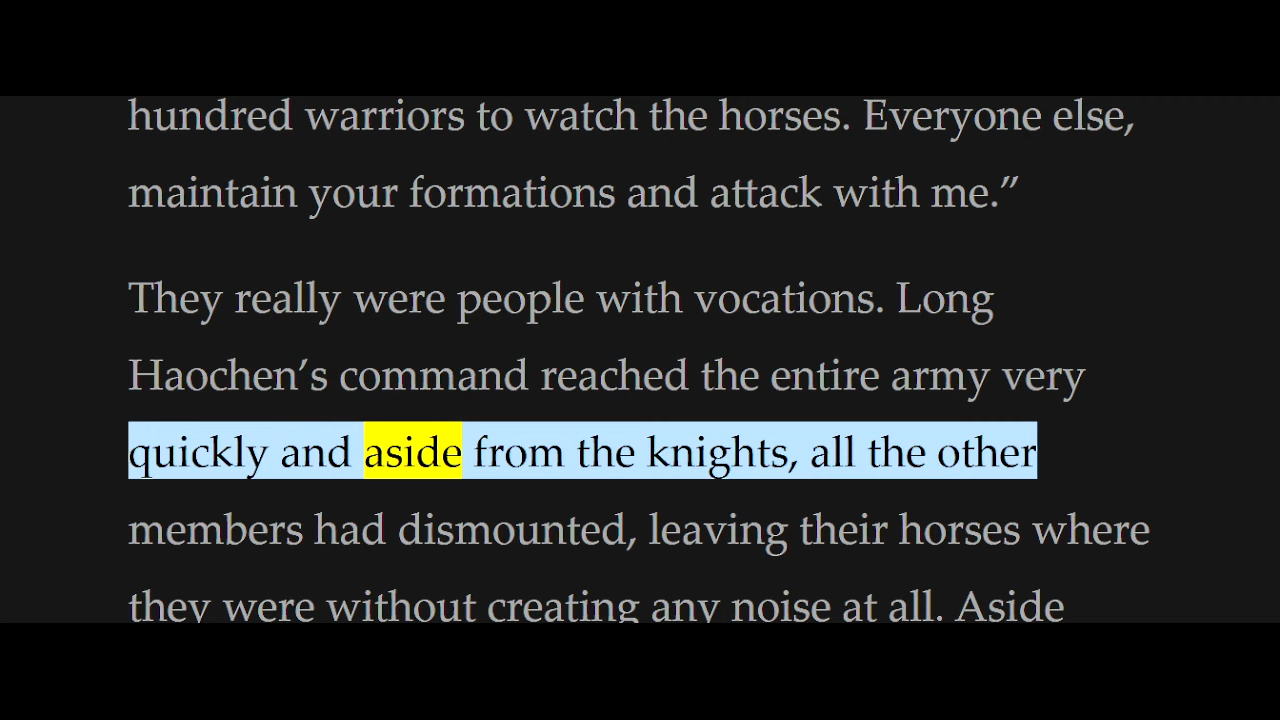 hundred warriors to watch the horses. Everyone else,
maintain your formations and attack with me.”
They really were people with vocations. Long
Haochen’s command reached the entire army very
quickly and aside from the knights, all the other
members had dismounted, leaving their horses where
they were without creating any noise at all. Aside